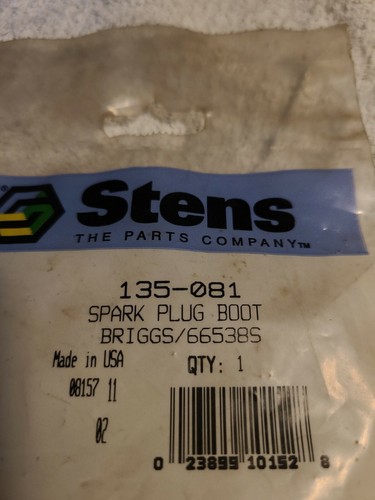 Stens
THE PARTS COMPANY™
135-081
SPARK PLUG BOOT
BRIGGS/66538S
Made in USA
QTY: 1
08157 11
02
0 23899 10152 8